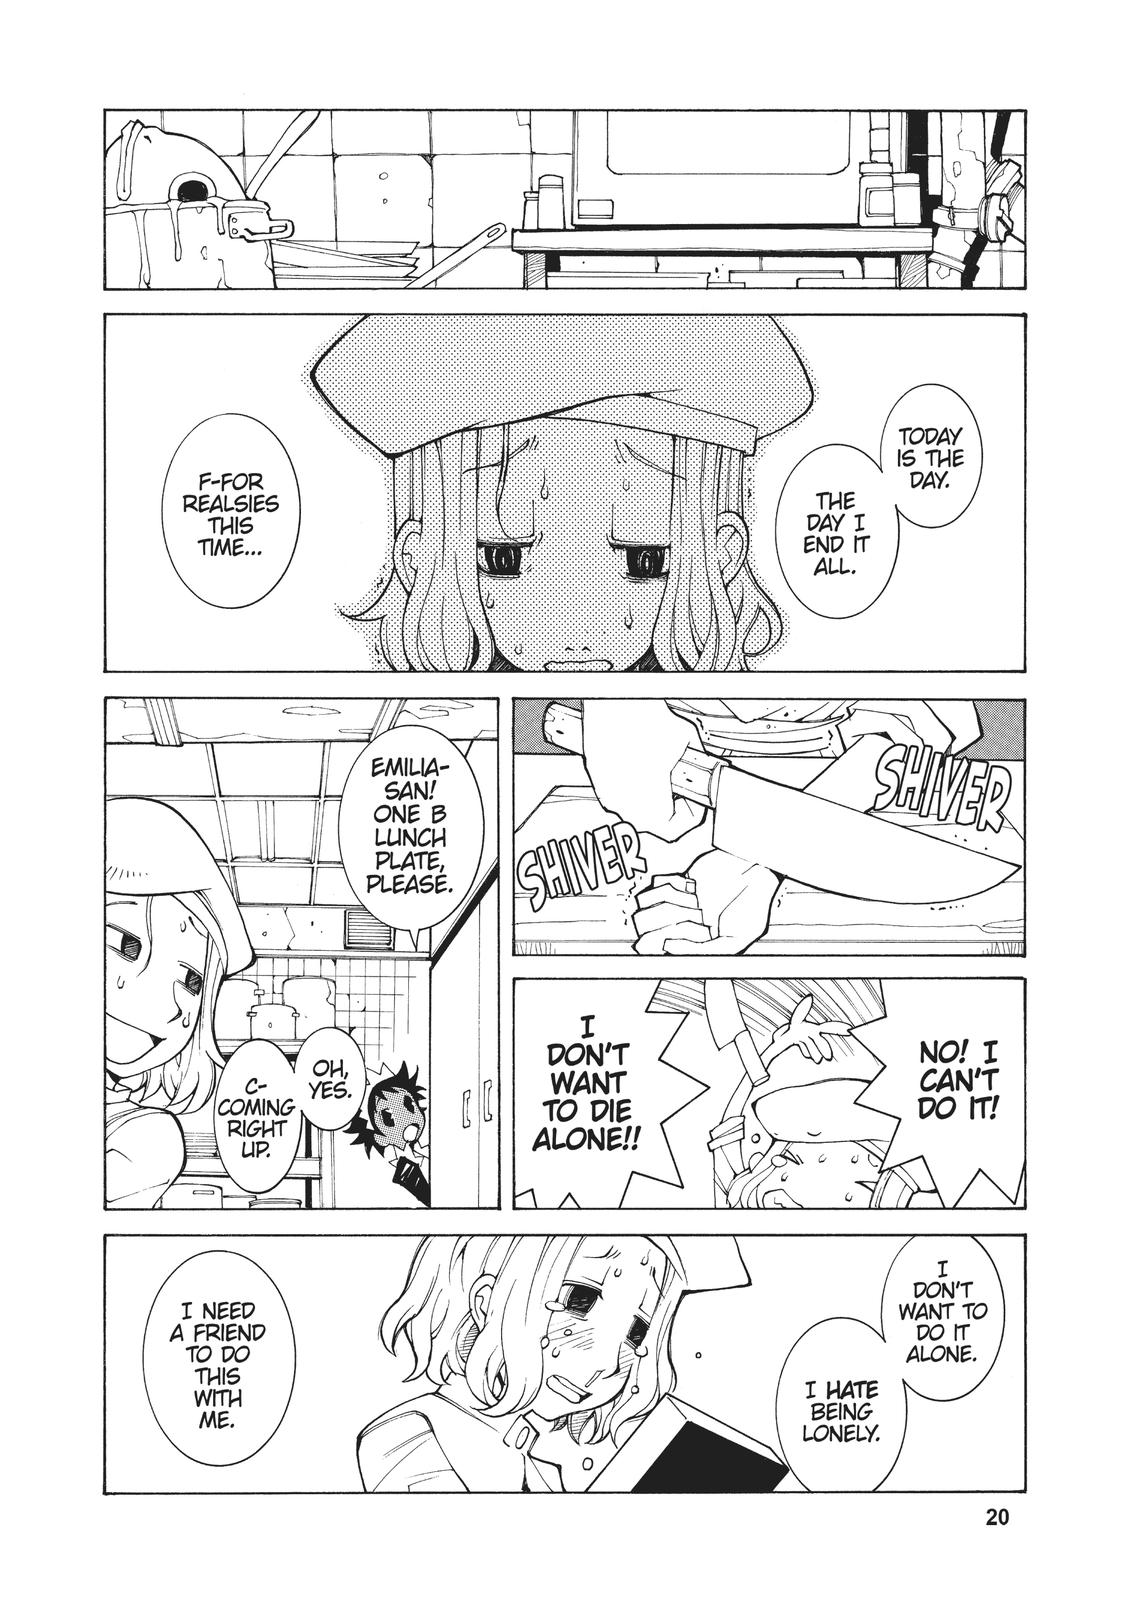 TODAY
IS THE
DAY.
THE
DAY I
END IT
ALL.
F-FOR
REALSIES
THIS
TIME...
SHIVER
SHIVER
NO! I
CAN'T
DO IT!
I
DON'T
WANT
TO DIE
ALONE!!
EMILIA-
SAN!
ONE B
LUNCH
PLATE,
PLEASE.
OH,
YES.
C-
COMING
RIGHT
UP.
I
DON'T
WANT TO
DO IT
ALONE.
I HATE
BEING
LONELY.
I NEED
A FRIEND
TO DO
THIS
WITH
ME.
20